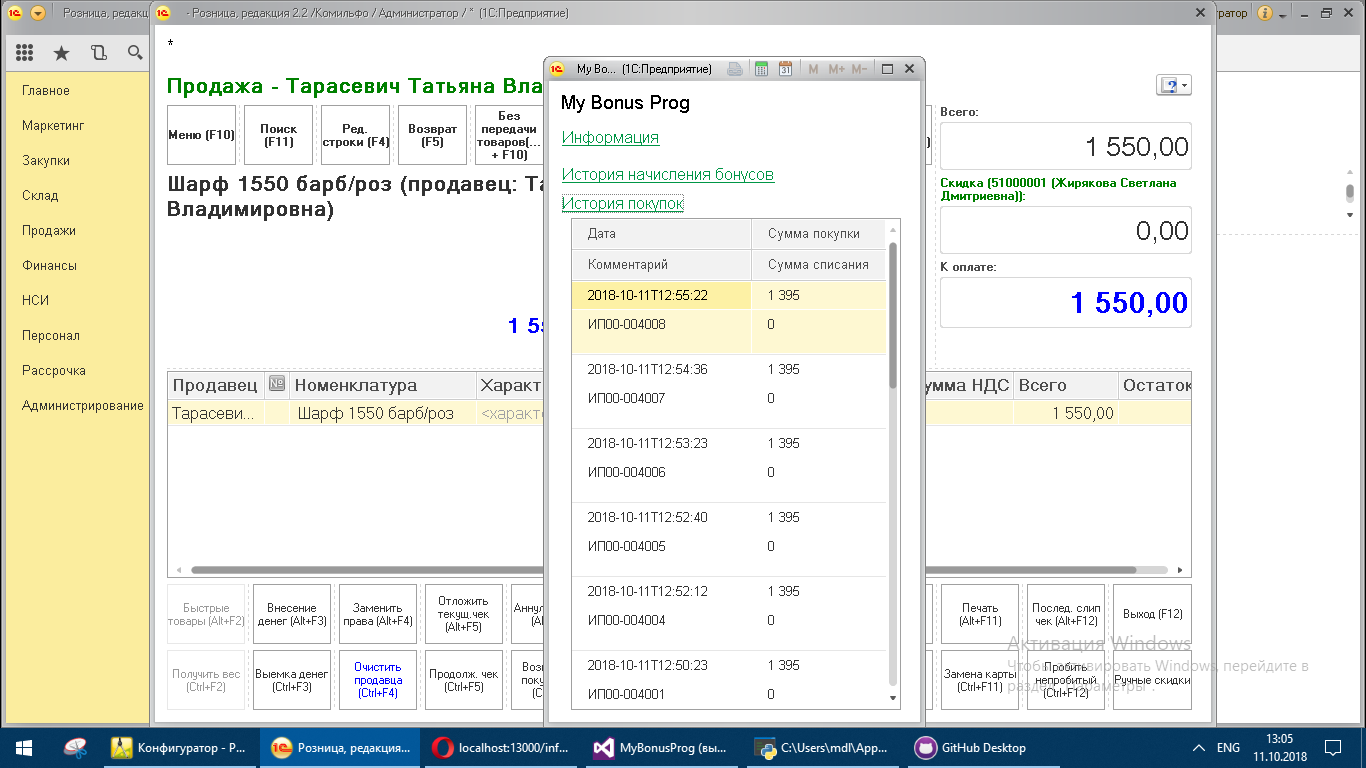 Розница, редакц
- Розница, редакция 2.2 /Комильфо / Администратор / * (1С:Предприятие)
ратор
*
Главное
Маркетинг
Закупки
Склад
Продажи
Финансы
НСИ
Персонал
Рассрочка
Администрирование
Продажа - Тарасевич Татьяна Вла
Меню (F10)
Поиск
(F11)
Ред.
строки (F4)
Возврат
(F5)
Без
передачи
товаров(...
+ F10)
Шарф 1550 барб/роз (продавец: Та
Владимировна)
Всего:
1 550,00
Скидка (51000001 (Жирякова Светлана
Дмитриевна)):
0,00
К оплате:
1 550,00
Продавец
№
Номенклатура
Характ
умма НДС
Всего
Остаток
Тарасеви...
Шарф 1550 барб/роз
<характе
1 550,00
My Bo... (1С:Предприятие)
31
M M+ M-
My Bonus Prog
Информация
История начисления бонусов
История покупок
Дата
Сумма покупки
Комментарий
Сумма списания
2018-10-11T12:55:22
1 395
ИП00-004008
0
2018-10-11T12:54:36
1 395
ИП00-004007
0
2018-10-11T12:53:23
1 395
ИП00-004006
0
2018-10-11T12:52:40
1 395
ИП00-004005
0
2018-10-11T12:52:12
1 395
ИП00-004004
0
2018-10-11T12:50:23
1 395
ИП00-004001
0
Быстрые
товары (Alt+F2)
Внесение
денег (Alt+F3)
Заменить
права (Alt+F4)
Отложить
текущ.чек
(Alt+F5)
Печать
(Alt+F11)
Послед. слип
чек (Alt+F12)
Выход (F12)
Получить вес
(Ctrl+F2)
Выемка денег
(Ctrl+F3)
Очистить
продавца
(Ctrl+F4)
Продолж. чек
(Ctrl+F5)
Замена карты
(Ctrl+F11)
Пробить
непробитый
(Ctrl+F12)
Ручные скидки
Активация Windows
Чтобы активировать Windows, перейдите в
раздел "Параметры".
Конфигуратор - Р...
Розница, редакция...
localhost:13000/inf...
MyBonusProg (вы...
C:\Users\mdl\App...
GitHub Desktop
ENG
13:05
11.10.2018